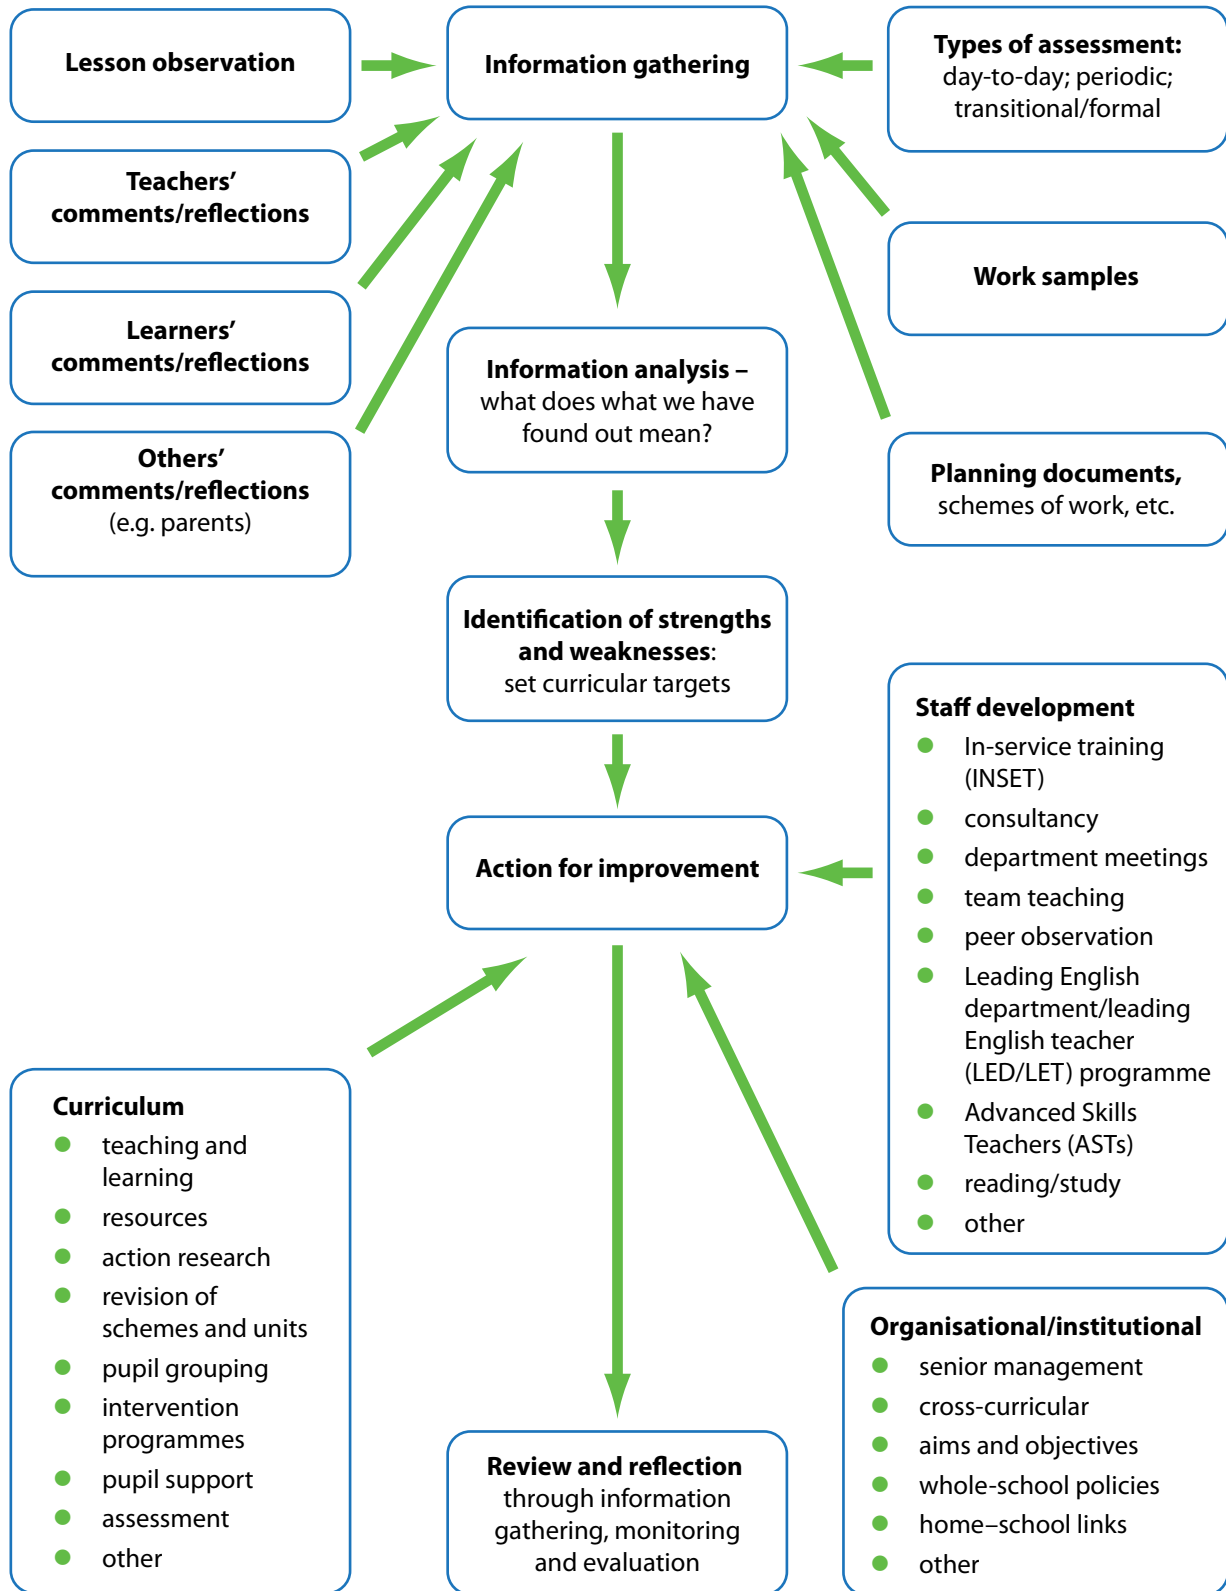 Lesson observation
Information gathering
Types of assessment:
day-to-day; periodic;
transitional/formal
Teachers’
comments/reflections
Learners’
comments/reflections
Others’
comments/reflections
(e.g. parents)
Work samples
Planning documents,
schemes of work, etc.
Information analysis –
what does what we have
found out mean?
Identification of strengths
and weaknesses:
set curricular targets
Action for improvement
Staff development
In-service training
(INSET)
consultancy
department meetings
team teaching
peer observation
Leading English
department/leading
English teacher
(LED/LET) programme
Advanced Skills
Teachers (ASTs)
reading/study
other
Curriculum
teaching and
learning
resources
action research
revision of
schemes and units
pupil grouping
intervention
programmes
pupil support
assessment
other
Review and reflection
through information
gathering, monitoring
and evaluation
Organisational/institutional
senior management
cross-curricular
aims and objectives
whole-school policies
home–school links
other